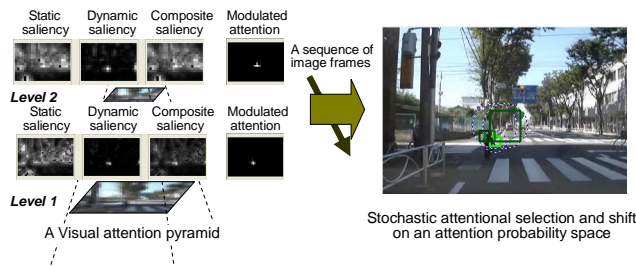 Static saliency
Dynamic saliency
Composite saliency
Modulated attention
Level 2
Static saliency
Dynamic saliency
Composite saliency
Modulated attention
Level 1
A Visual attention pyramid
A sequence of
image frames
Stochastic attentional selection and shift
on an attention probability space